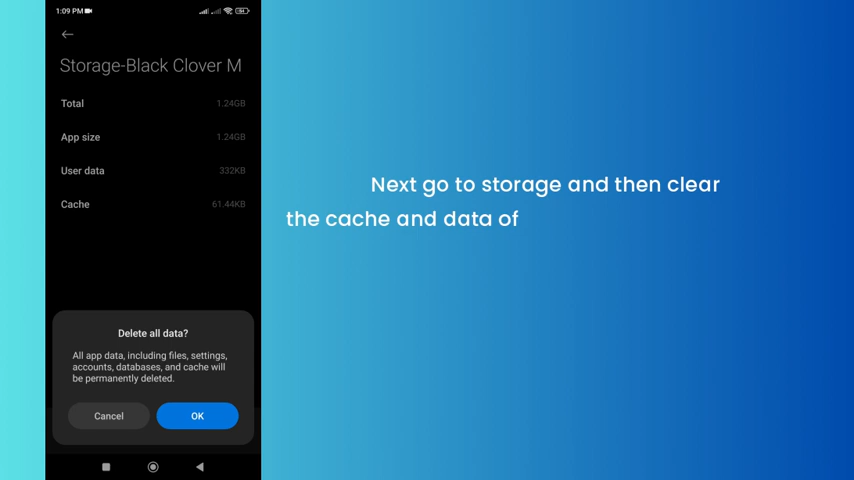 1:09 PM
54
Storage-Black Clover M
Total 1.24GB
App size 1.24GB
User data 332KB
Cache 61.44KB
Delete all data?
All app data, including files, settings,
accounts, databases, and cache will
be permanently deleted.
Cancel OK
Next go to storage and then clear
the cache and data of